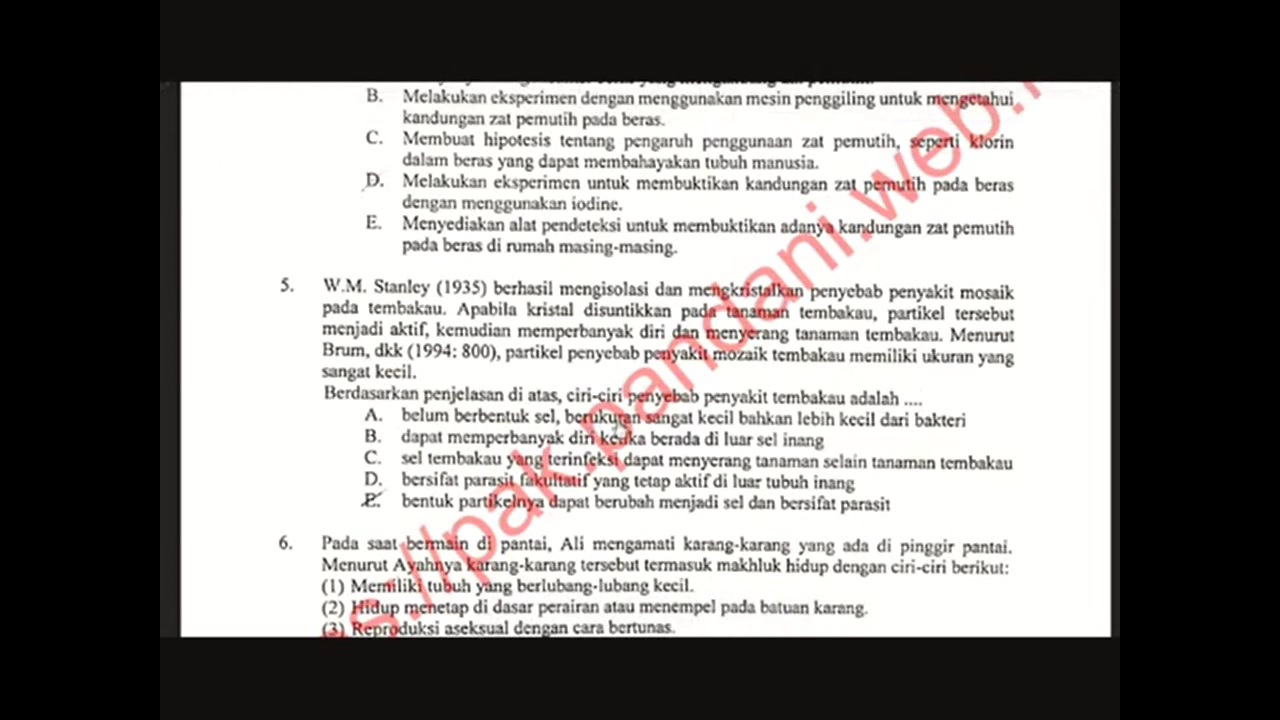 B. Melakukan eksperimen dengan menggunakan mesin penggiling untuk mengetahui
kandungan zat pemutih pada beras.
C. Membuat hipotesis tentang pengaruh penggunaan zat pemutih, seperti klorin
dalam beras yang dapat membahayakan tubuh manusia.
D. Melakukan eksperimen untuk membuktikan kandungan zat pemutih pada beras
dengan menggunakan iodine.
E. Menyediakan alat pendeteksi untuk membuktikan adanya kandungan zat pemutih
pada beras di rumah masing-masing.
5. W.M. Stanley (1935) berhasil mengisolasi dan mengkristalkan penyebab penyakit mosaik
pada tembakau. Apabila kristal disuntikkan pada tanaman tembakau, partikel tersebut
menjadi aktif, kemudian memperbanyak diri dan menyerang tanaman tembakau. Menurut
Brum, dkk (1994: 800), partikel penyebab penyakit mozaik tembakau memiliki ukuran yang
sangat kecil.
Berdasarkan penjelasan di atas, ciri-ciri penyebab penyakit tembakau adalah ....
A. belum berbentuk sel, berukuran sangat kecil bahkan lebih kecil dari bakteri
B. dapat memperbanyak diri ketika berada di luar sel inang
C. sel tembakau yang terinfeksi dapat menyerang tanaman selain tanaman tembakau
D. bersifat parasit fakultatif yang tetap aktif di luar tubuh inang
E. bentuk partikelnya dapat berubah menjadi sel dan bersifat parasit
6. Pada saat bermain di pantai, Ali mengamati karang-karang yang ada di pinggir pantai.
Menurut Ayahnya karang-karang tersebut termasuk makhluk hidup dengan ciri-ciri berikut:
(1) Memiliki tubuh yang berlubang-lubang kecil.
(2) Hidup menetap di dasar perairan atau menempel pada batuan karang.
(3) Reproduksi aseksual dengan cara bertunas.
s://pak.pandani.web.